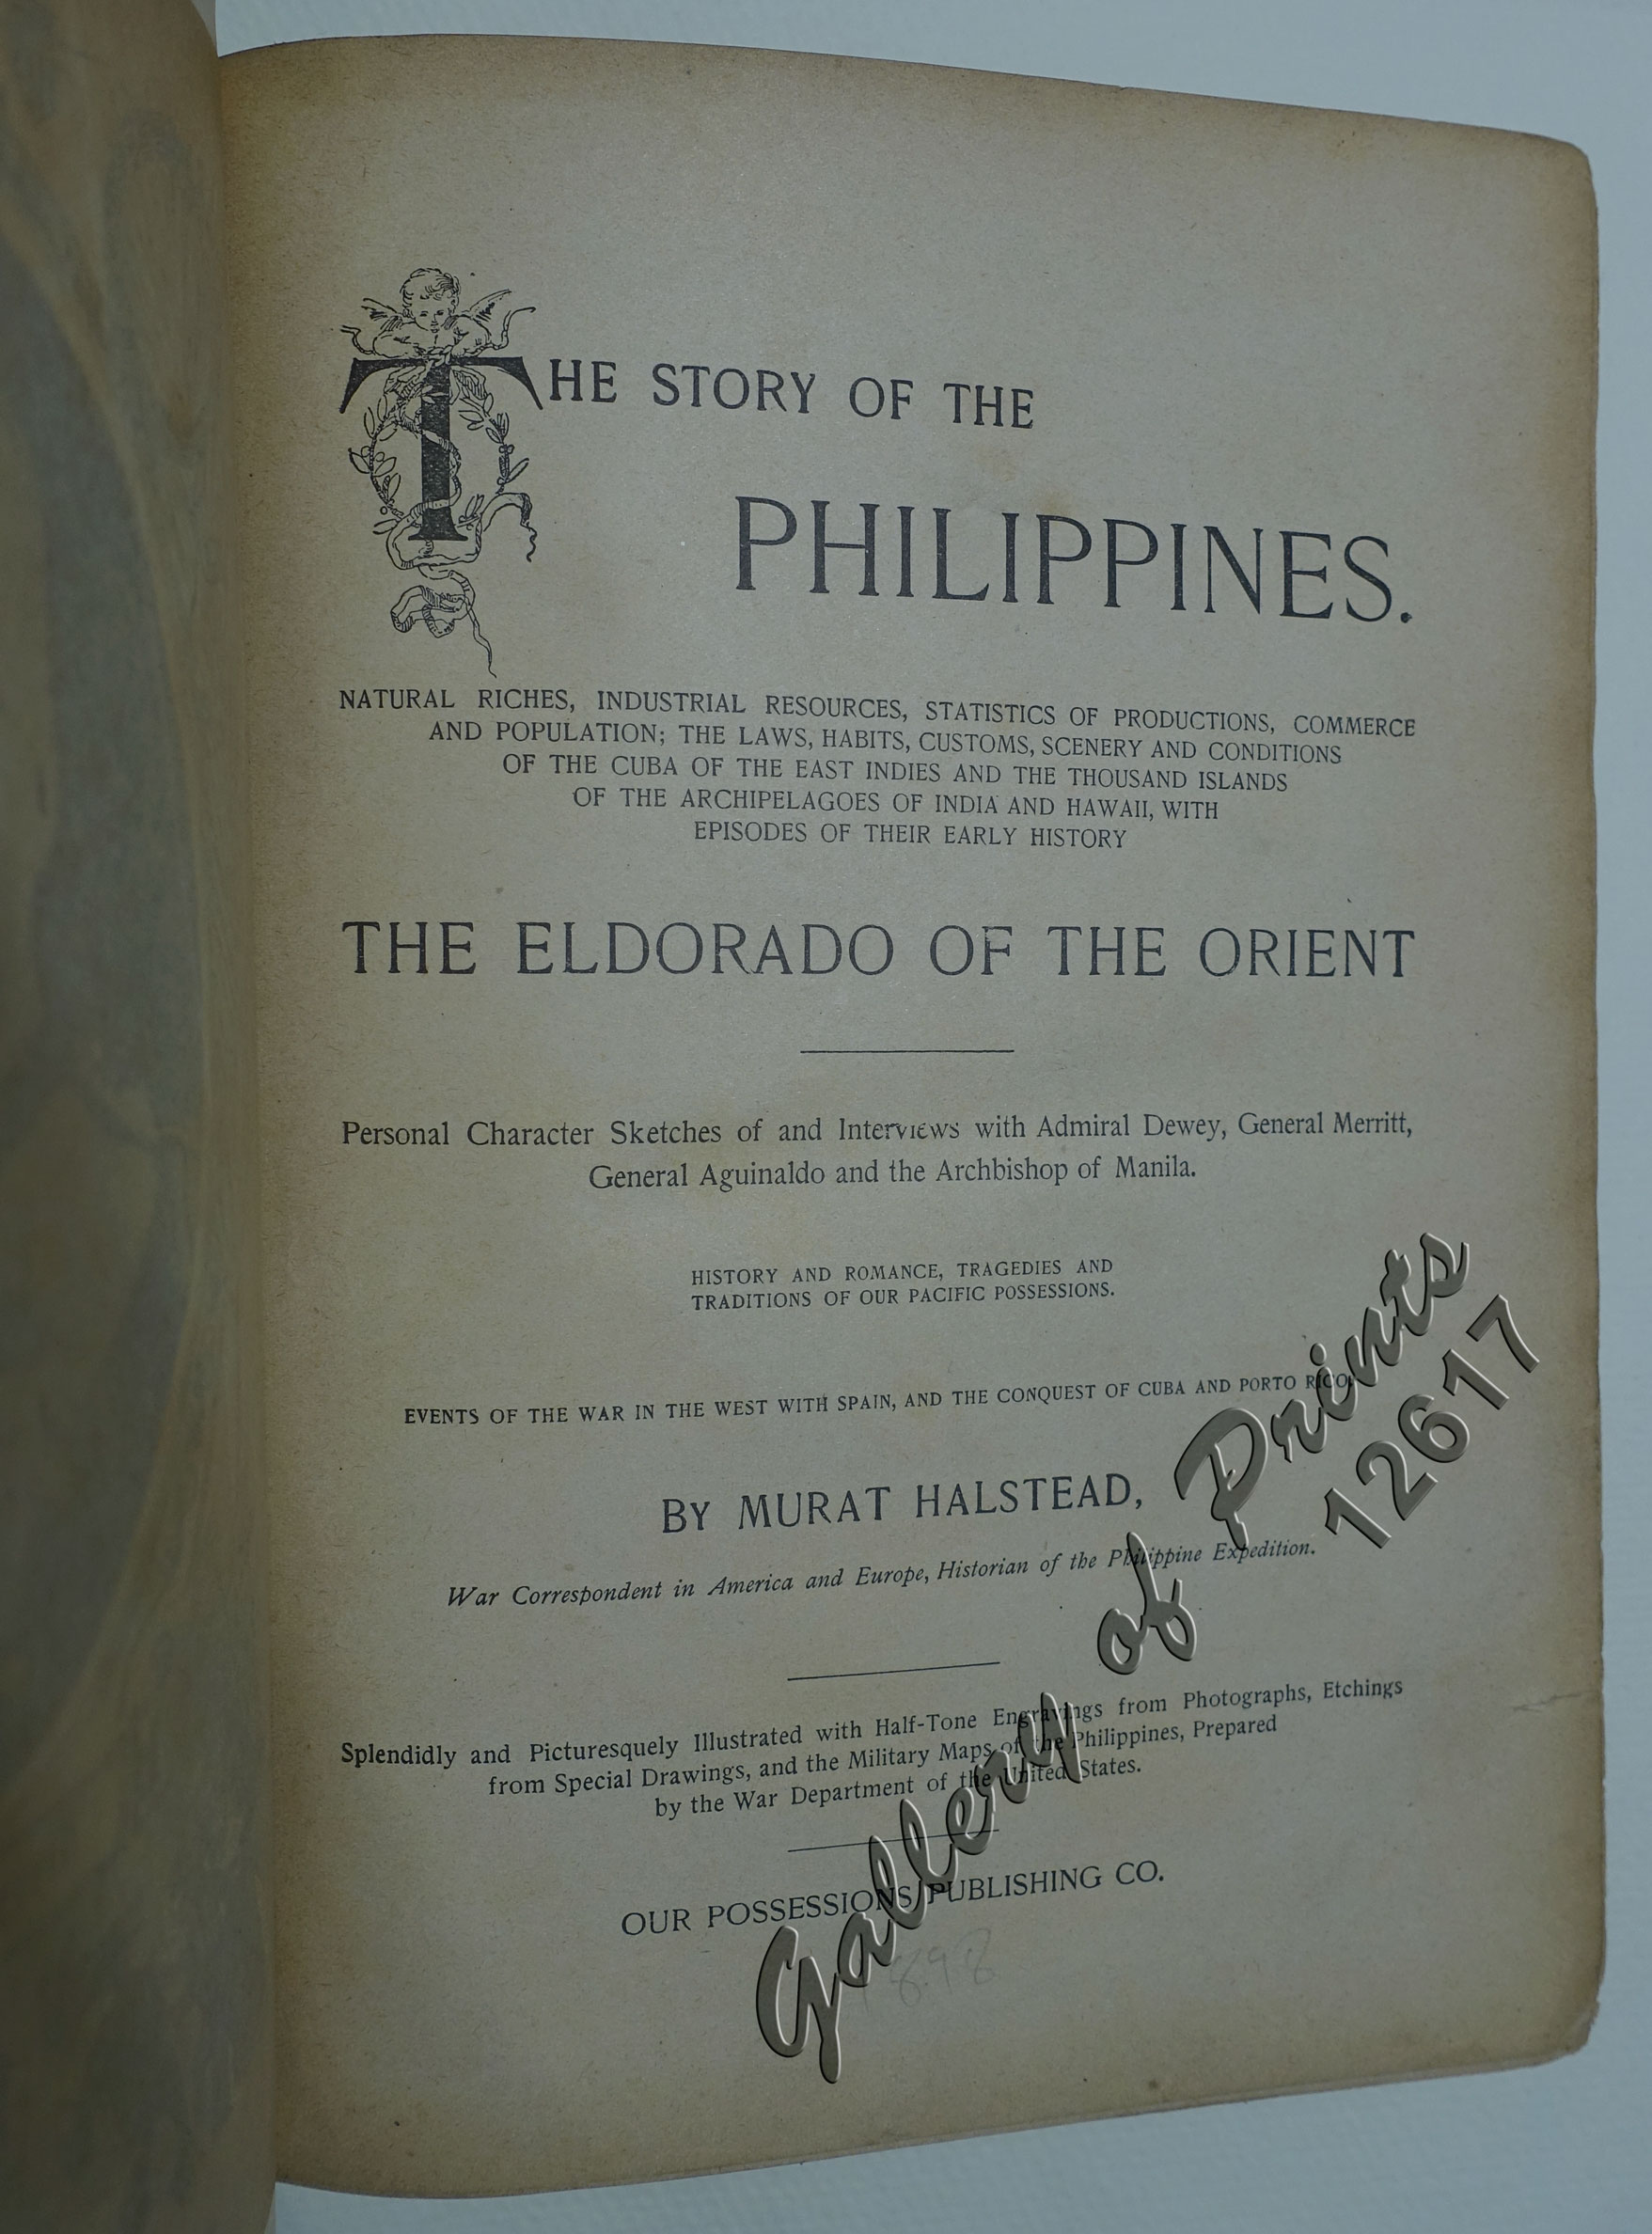 THE STORY OF THE
PHILIPPINES.
NATURAL RICHES, INDUSTRIAL RESOURCES, STATISTICS OF PRODUCTIONS, COMMERCE
AND POPULATION; THE LAWS, HABITS, CUSTOMS, SCENERY AND CONDITIONS
OF THE CUBA OF THE EAST INDIES AND THE THOUSAND ISLANDS
OF THE ARCHIPELAGOES OF INDIA AND HAWAII, WITH
EPISODES OF THEIR EARLY HISTORY
THE ELDORADO OF THE ORIENT
Personal Character Sketches of and Interviews with Admiral Dewey, General Merritt,
General Aguinaldo and the Archbishop of Manila.
HISTORY AND ROMANCE, TRAGEDIES AND
TRADITIONS OF OUR PACIFIC POSSESSIONS.
EVENTS OF THE WAR IN THE WEST WITH SPAIN, AND THE CONQUEST OF CUBA AND PORTO RICO.
BY MURAT HALSTEAD,
War Correspondent in America and Europe, Historian of the Philippine Expedition.
Splendidly and Picturesquely Illustrated with Half-Tone Engravings from Photographs, Etchings
from Special Drawings, and the Military Maps of the Philippines, Prepared
by the War Department of the United States.
OUR POSSESSIONS PUBLISHING CO.
1898
Gallery of Prints
12617